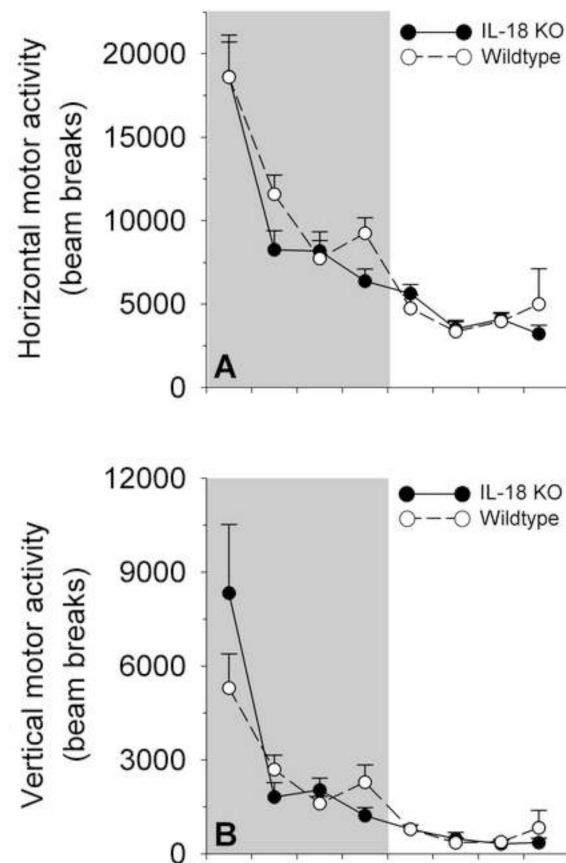 Horizontal motor activity
(beam breaks)
20000
15000
10000
5000
0
IL-18 KO
Wildtype
A
Vertical motor activity
(beam breaks)
12000
9000
6000
3000
0
IL-18 KO
Wildtype
B